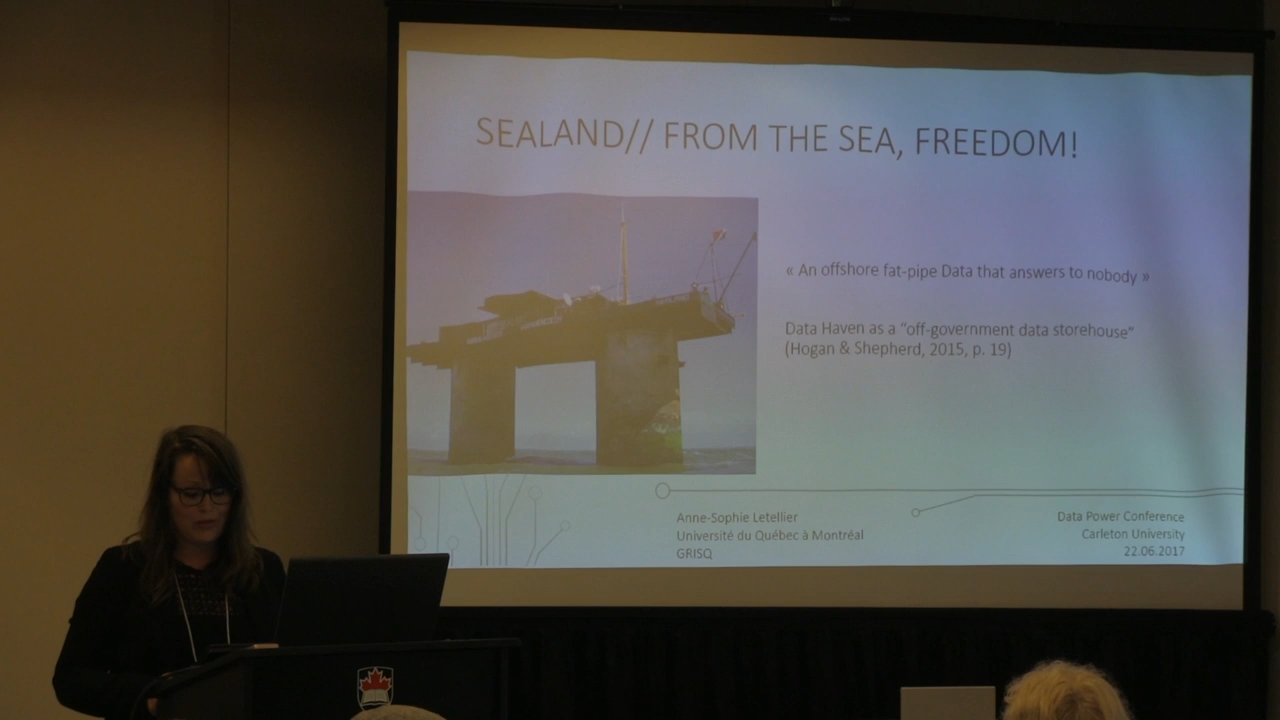 SEALAND// FROM THE SEA, FREEDOM!
« An offshore fat-pipe Data that answers to nobody »
Data Haven as a “off-government data storehouse”
(Hogan & Shepherd, 2015, p. 19)
Anne-Sophie Letellier
Université du Québec à Montréal
GRISQ
Data Power Conference
Carleton University
22.06.2017